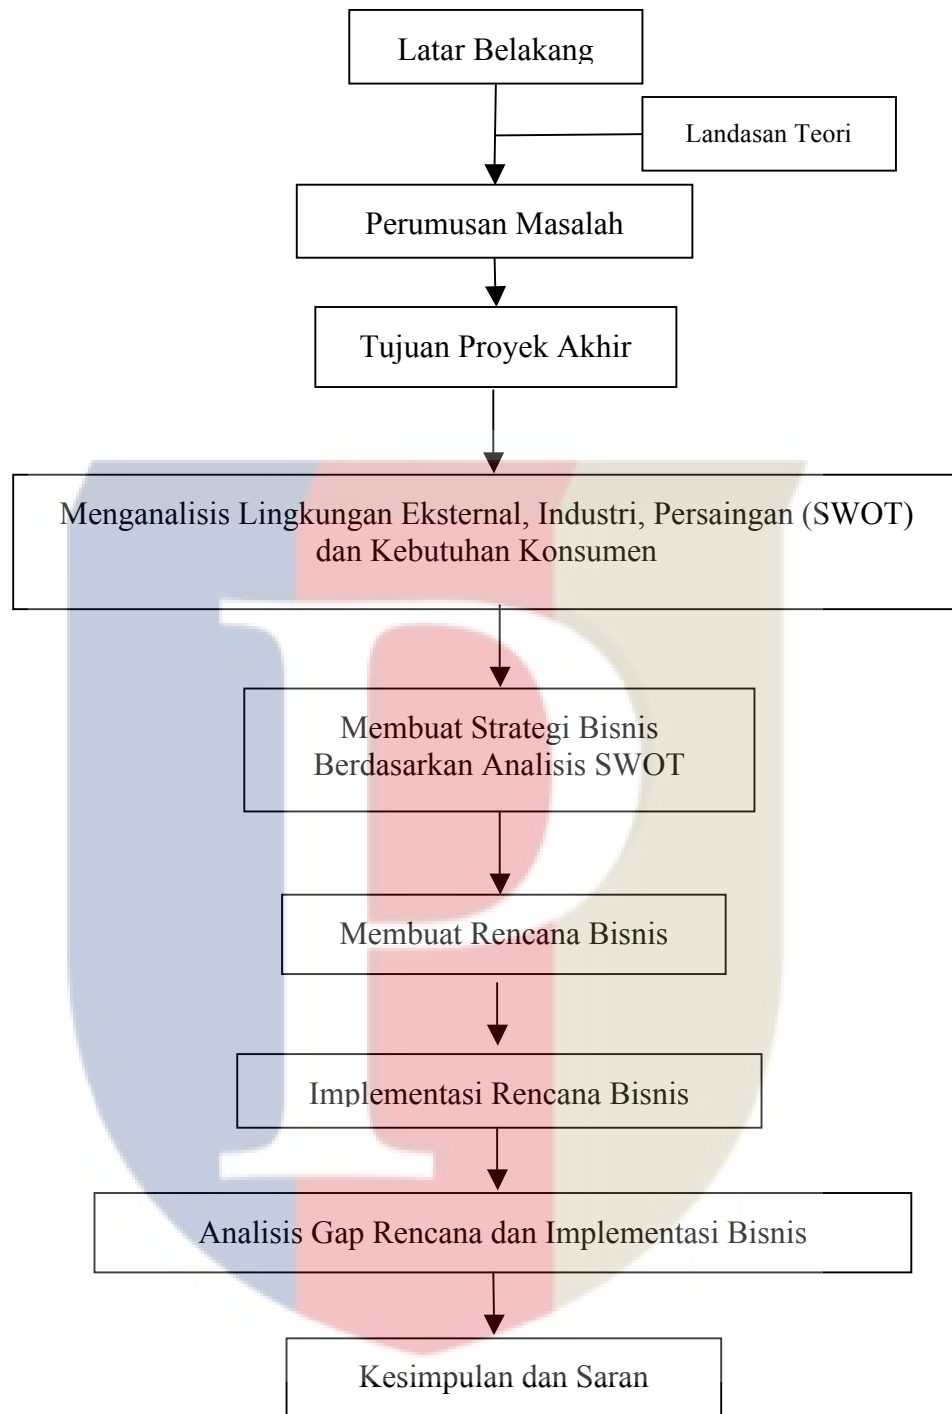 Latar Belakang
Landasan Teori
Perumusan Masalah
Tujuan Proyek Akhir
Menganalisis Lingkungan Eksternal, Industri, Persaingan (SWOT)
dan Kebutuhan Konsumen
Membuat Strategi Bisnis
Berdasarkan Analisis SWOT
Membuat Rencana Bisnis
Implementasi Rencana Bisnis
Analisis Gap Rencana dan Implementasi Bisnis
Kesimpulan dan Saran